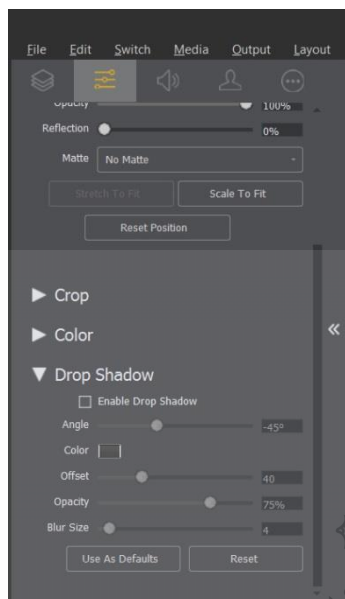 File Edit Switch Media Output Layout
Opacity 100%
Reflection 0%
Matte No Matte
Stretch To Fit Scale To Fit
Reset Position
Crop
Color
Drop Shadow
Enable Drop Shadow
Angle -45º
Color
Offset 40
Opacity 75%
Blur Size 4
Use As Defaults Reset